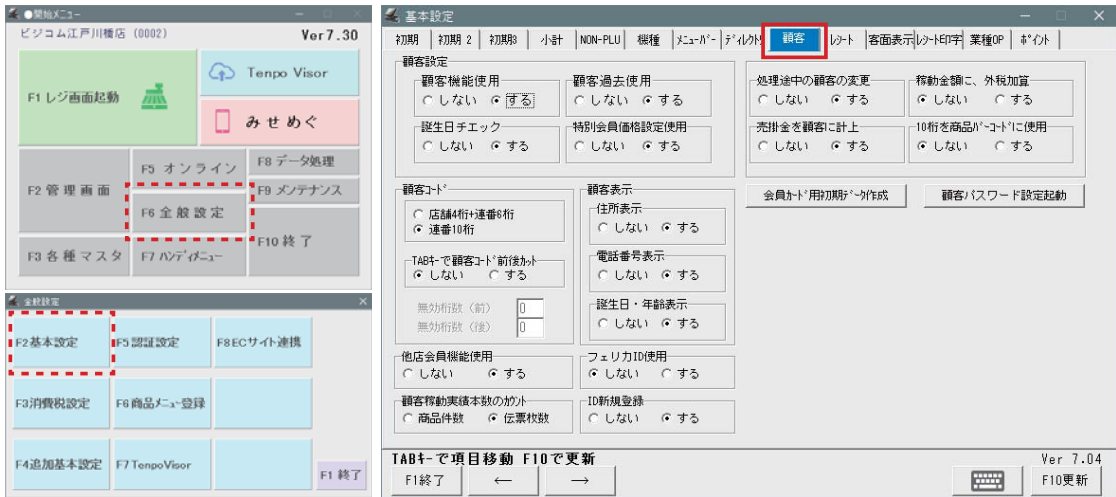 ●開始メニュー
ビジコム江戸川橋店 (0002)
Ver7.30
F1 レジ画面起動
Tenpo Visor
みせめぐ
F2 管理画面
F5 オンライン
F8 データ処理
F6 全般設定
F9 メンテナンス
F3 各種マスタ
F7 ハンディメニュー
F10 終了
全般設定
F2基本設定
F5認証設定
F8ECサイト連携
F3消費税設定
F6商品メニュー登録
F4追加基本設定
F7TenpoVisor
F1 終了
基本設定
初期
初期2
初期3
小計
NON-PLU
機種
メニューバー
ディレクトリ
顧客
レシート
客面表示
レシート印字
業種OP
ポイント
顧客設定
顧客機能使用
しない する
顧客過去使用
しない する
誕生日チェック
しない する
特別会員価格設定使用
しない する
処理途中の顧客の変更
しない する
稼動金額に、外税加算
しない する
売掛金を顧客に計上
しない する
10桁を商品バーコードに使用
しない する
顧客コード
店舗4桁+連番6桁
連番10桁
TABキーで顧客コード前後カット
しない する
無効桁数(前) 0
無効桁数(後) 0
顧客表示
住所表示
しない する
電話番号表示
しない する
誕生日・年齢表示
しない する
会員カード用初期データ作成
顧客パスワード設定起動
他店会員機能使用
しない する
フェリカID使用
しない する
顧客稼動実績本数のカウント
商品件数 伝票枚数
ID新規登録
しない する
TABキーで項目移動 F10で更新
Ver 7.04
F1終了
←
→
F10更新